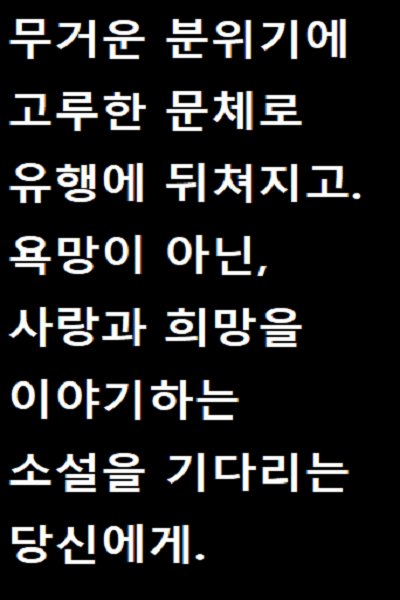 무거운 분위기에
고루한 문체로
유행에 뒤쳐지고.
욕망이 아닌,
사랑과 희망을
이야기하는
소설을 기다리는
당신에게.